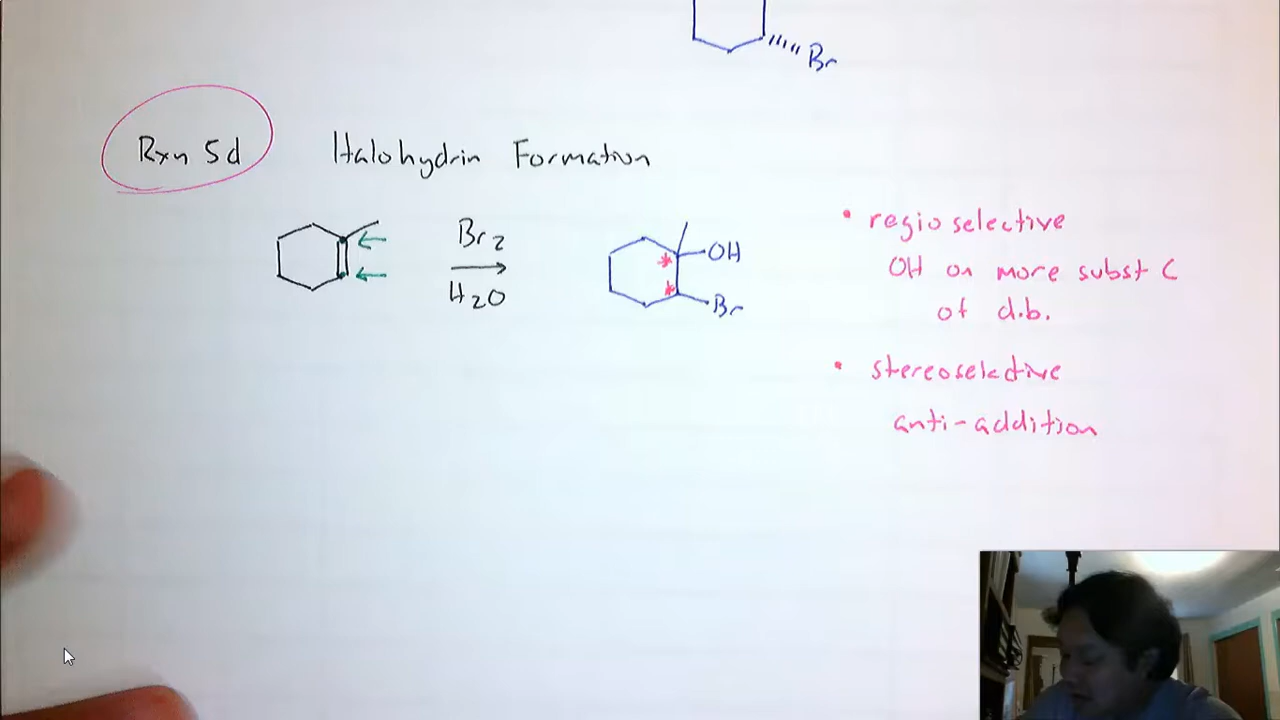 Br
Rxn 5d Halohydrin Formation
Br2
H2O
OH
Br
• regioselective
OH on more subst C
of d.b.
• stereoselective
anti-addition